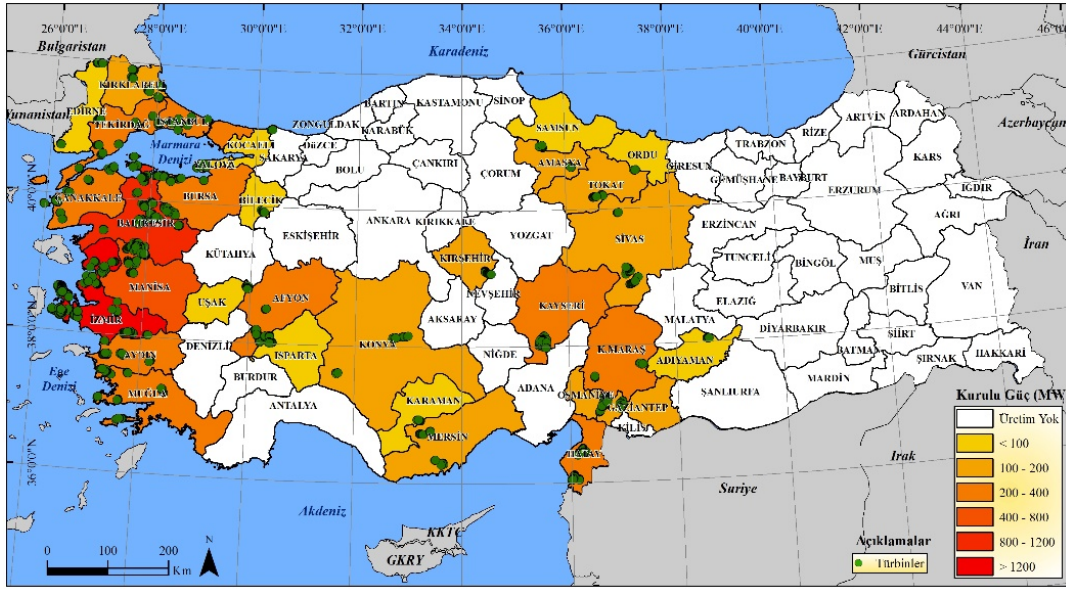 26°0'0"E
28°0'0"E
30°0'0"E
32°0'0"E
34°0'0"E
36°0'0"E
38°0'0"E
40°0'0"E
42°0'0"E
44°0'0"E
46°0'0"E
Bulgaristan
Karadeniz
Gürcistan
Yunanistan
Azerbaycan
KIRKLARELİ
EDİRNE
TEKİRDAĞ
İSTANBUL
Marmara
Denizi
KOCAELİ
YALOVA
SAKARYA
ZONGULDAK
DÜZCE
BARTIN
KARABÜK
KASTAMONU
SİNOP
BOLU
ÇANKIRI
ÇORUM
SAMSUN
AMASYA
ORDU
TOKAT
GİRESUN
TRABZON
GÜMÜŞHANE
BAYBURT
RİZE
ARTVİN
ARDAHAN
KARS
IĞDIR
ERZURUM
AĞRI
ÇANAKKALE
BALIKESİR
BURSA
BİLECİK
ESKİŞEHİR
ANKARA
KIRIKKALE
YOZGAT
SİVAS
ERZİNCAN
TUNCELİ
BİNGÖL
MUŞ
BİTLİS
VAN
İran
KÜTAHYA
MANİSA
UŞAK
AFYON
KIRŞEHİR
NEVŞEHİR
KAYSERİ
MALATYA
ELAZIĞ
DİYARBAKIR
BATMAN
SİİRT
ŞIRNAK
HAKKARİ
İZMİR
AYDIN
DENİZLİ
ISPARTA
KONYA
AKSARAY
NİĞDE
K.MARAŞ
ADIYAMAN
ŞANLIURFA
MARDİN
Ege
Denizi
MUĞLA
BURDUR
ANTALYA
KARAMAN
MERSİN
ADANA
OSMANİYE
GAZİANTEP
KİLİS
HATAY
Irak
Suriye
Akdeniz
KKTC
GKRY
0 100 200
Km
N
Açıklamalar
Türbinler
Kurulu Güç (MW
Üretim Yok
< 100
100 - 200
200 - 400
400 - 800
800 - 1200
> 1200